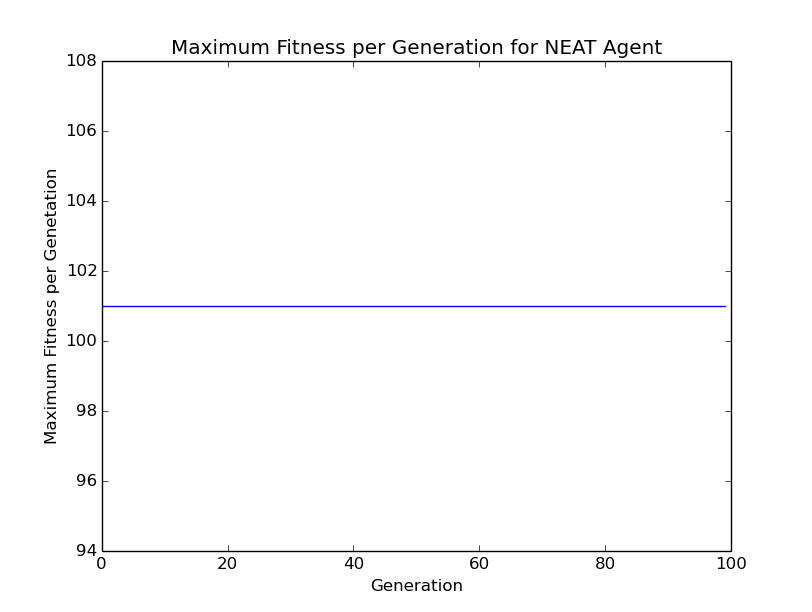 Maximum Fitness per Generation for NEAT Agent
108
106
104
102
100
98
96
94
Maximum Fitness per Genetation
0 20 40 60 80 100
Generation